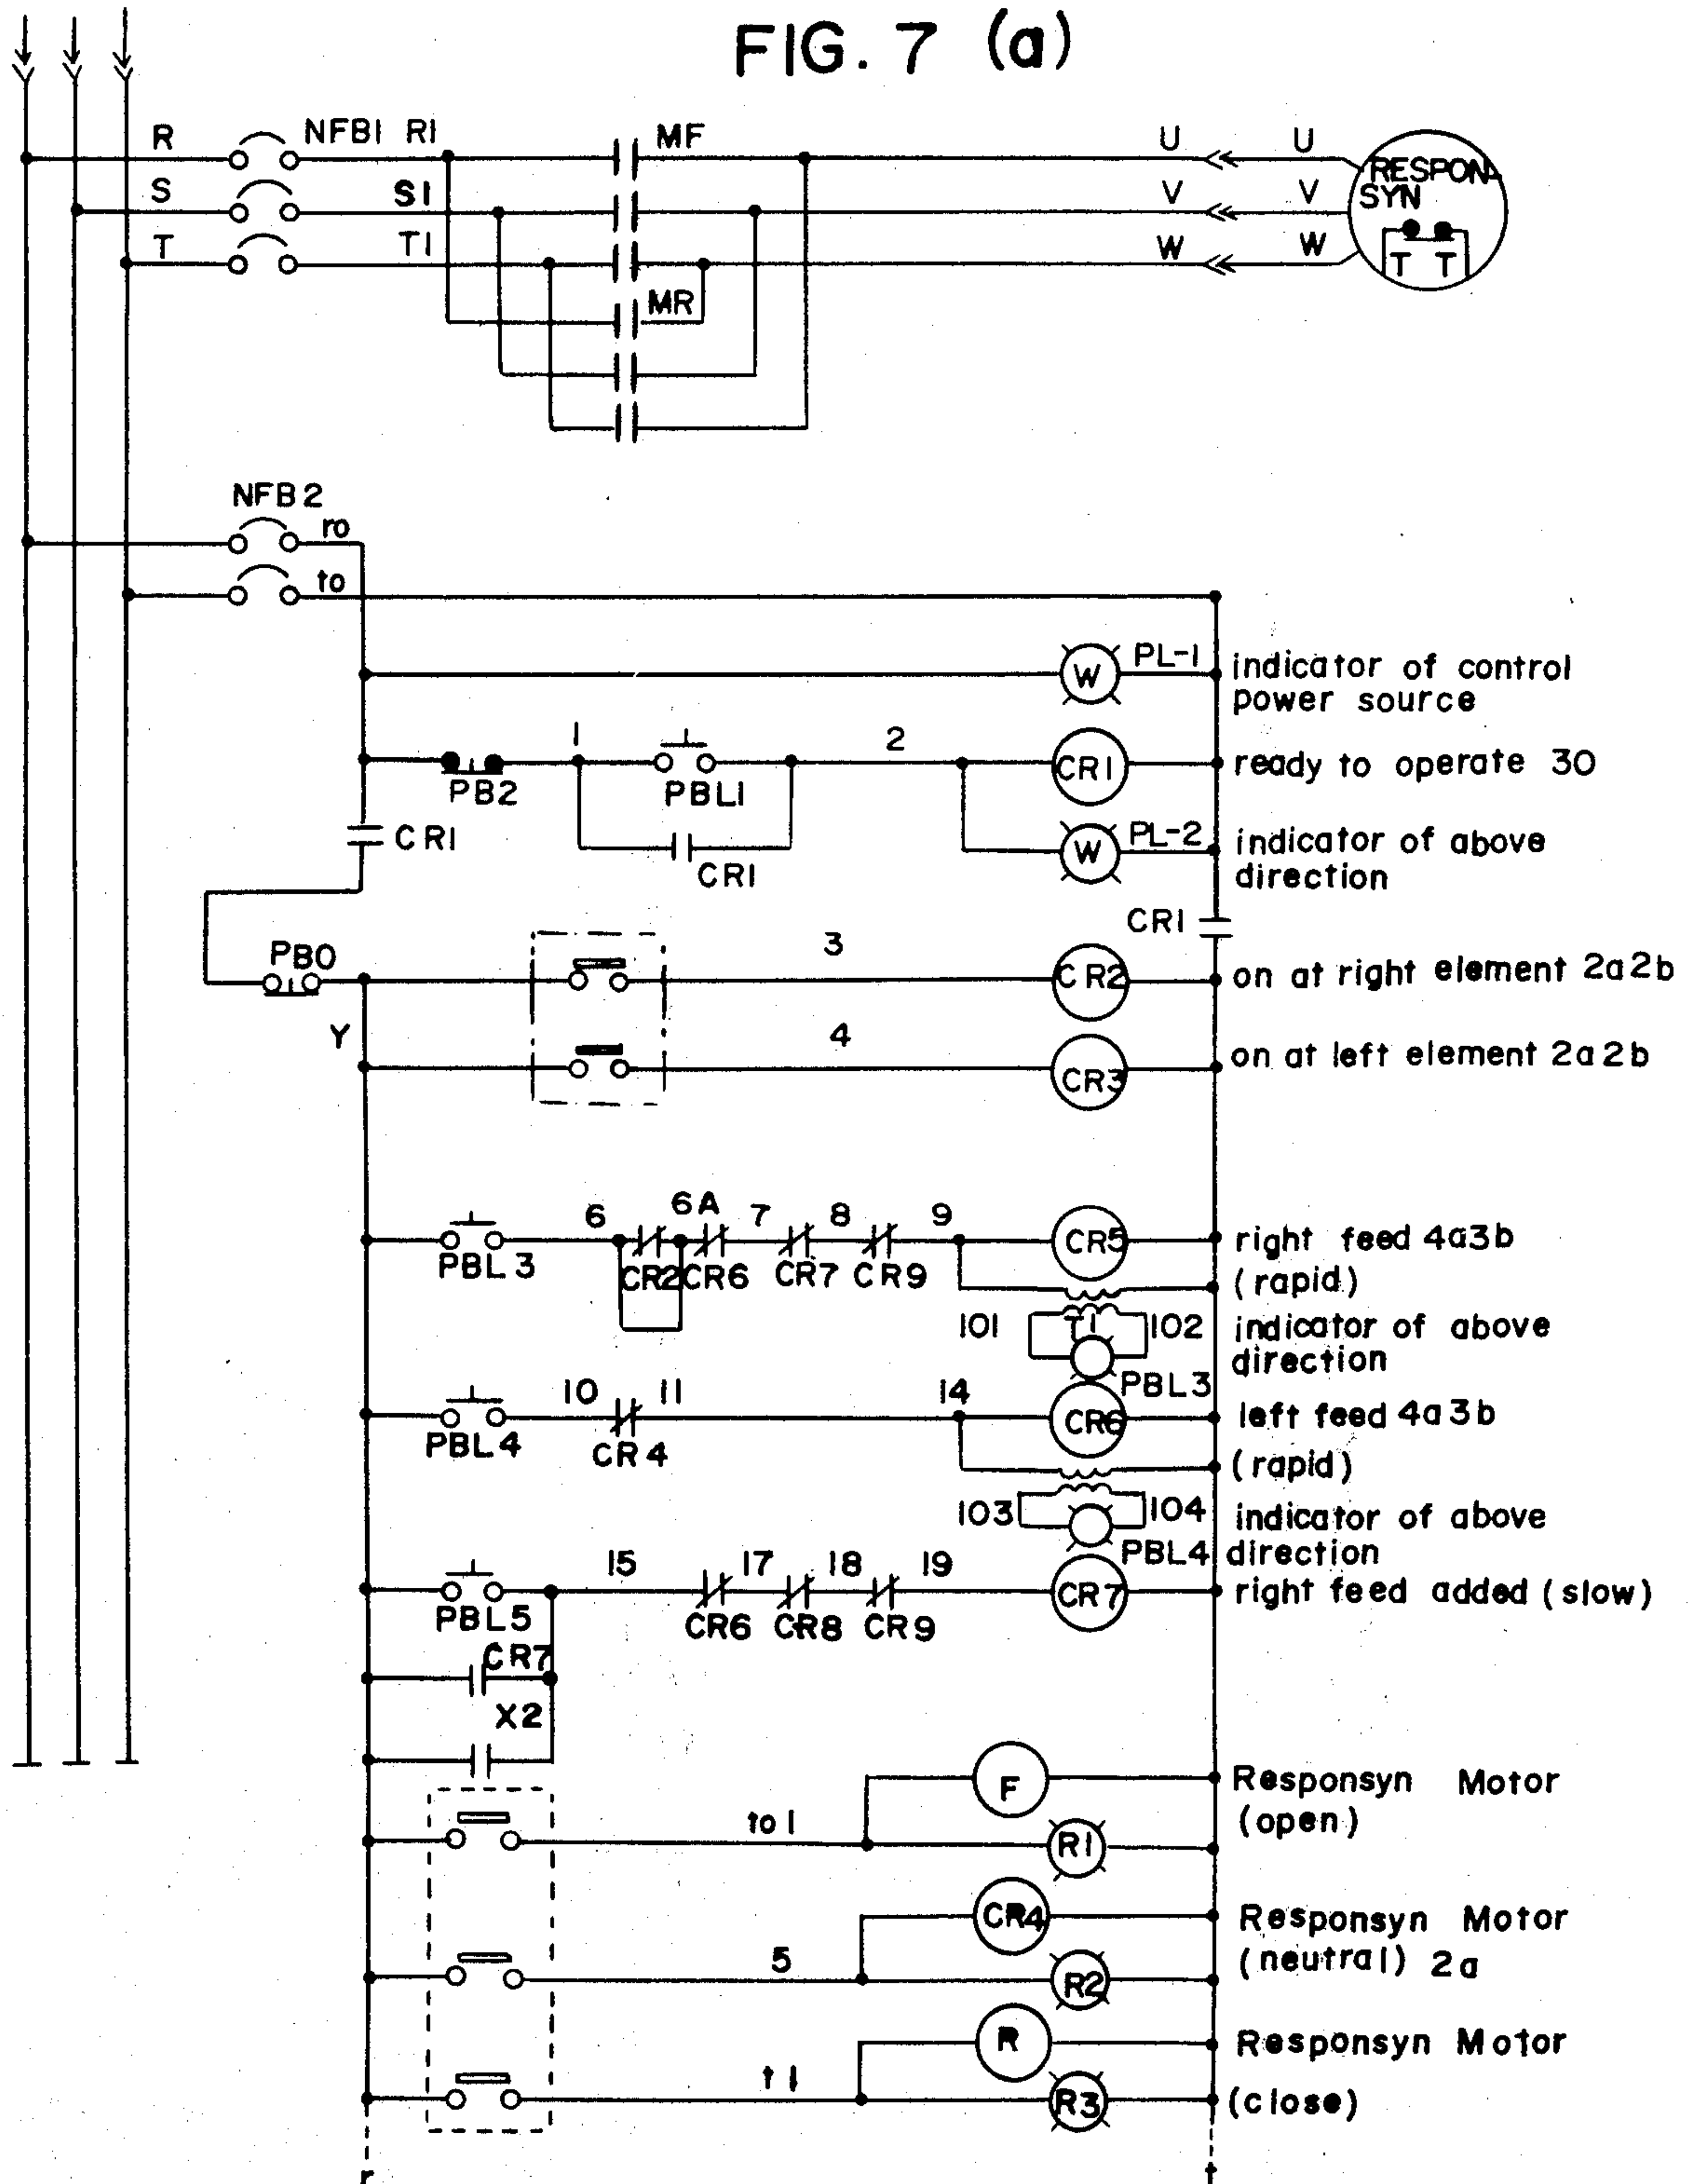 FIG. 7 (a)
R NFB1 R1 MF U U
RESPON-
SYN
S S1 V V
T T1 W W
T T
MR
NFB2
ro
to
W PL-1 indicator of control
power source
1 2
PB2 PBL1 CR1 ready to operate 30
CR1 CR1 W PL-2 indicator of above
direction
CR1
PBO 3 CR2 on at right element 2a2b
Y 4 CR3 on at left element 2a2b
6 6A 7 8 9
PBL3 CR2 CR6 CR7 CR9 CR5 right feed 4a3b
(rapid)
101 T1 102 indicator of above
direction
PBL3
10 11 14
PBL4 CR4 CR6 left feed 4a3b
(rapid)
103 104 indicator of above
PBL4 direction
15 17 18 19
PBL5 CR6 CR8 CR9 CR7 right feed added (slow)
CR7
X2
F Responsyn Motor
to1 R1 (open)
CR4 Responsyn Motor
5 R2 (neutral) 2a
R Responsyn Motor
t1 R3 (close)
r t